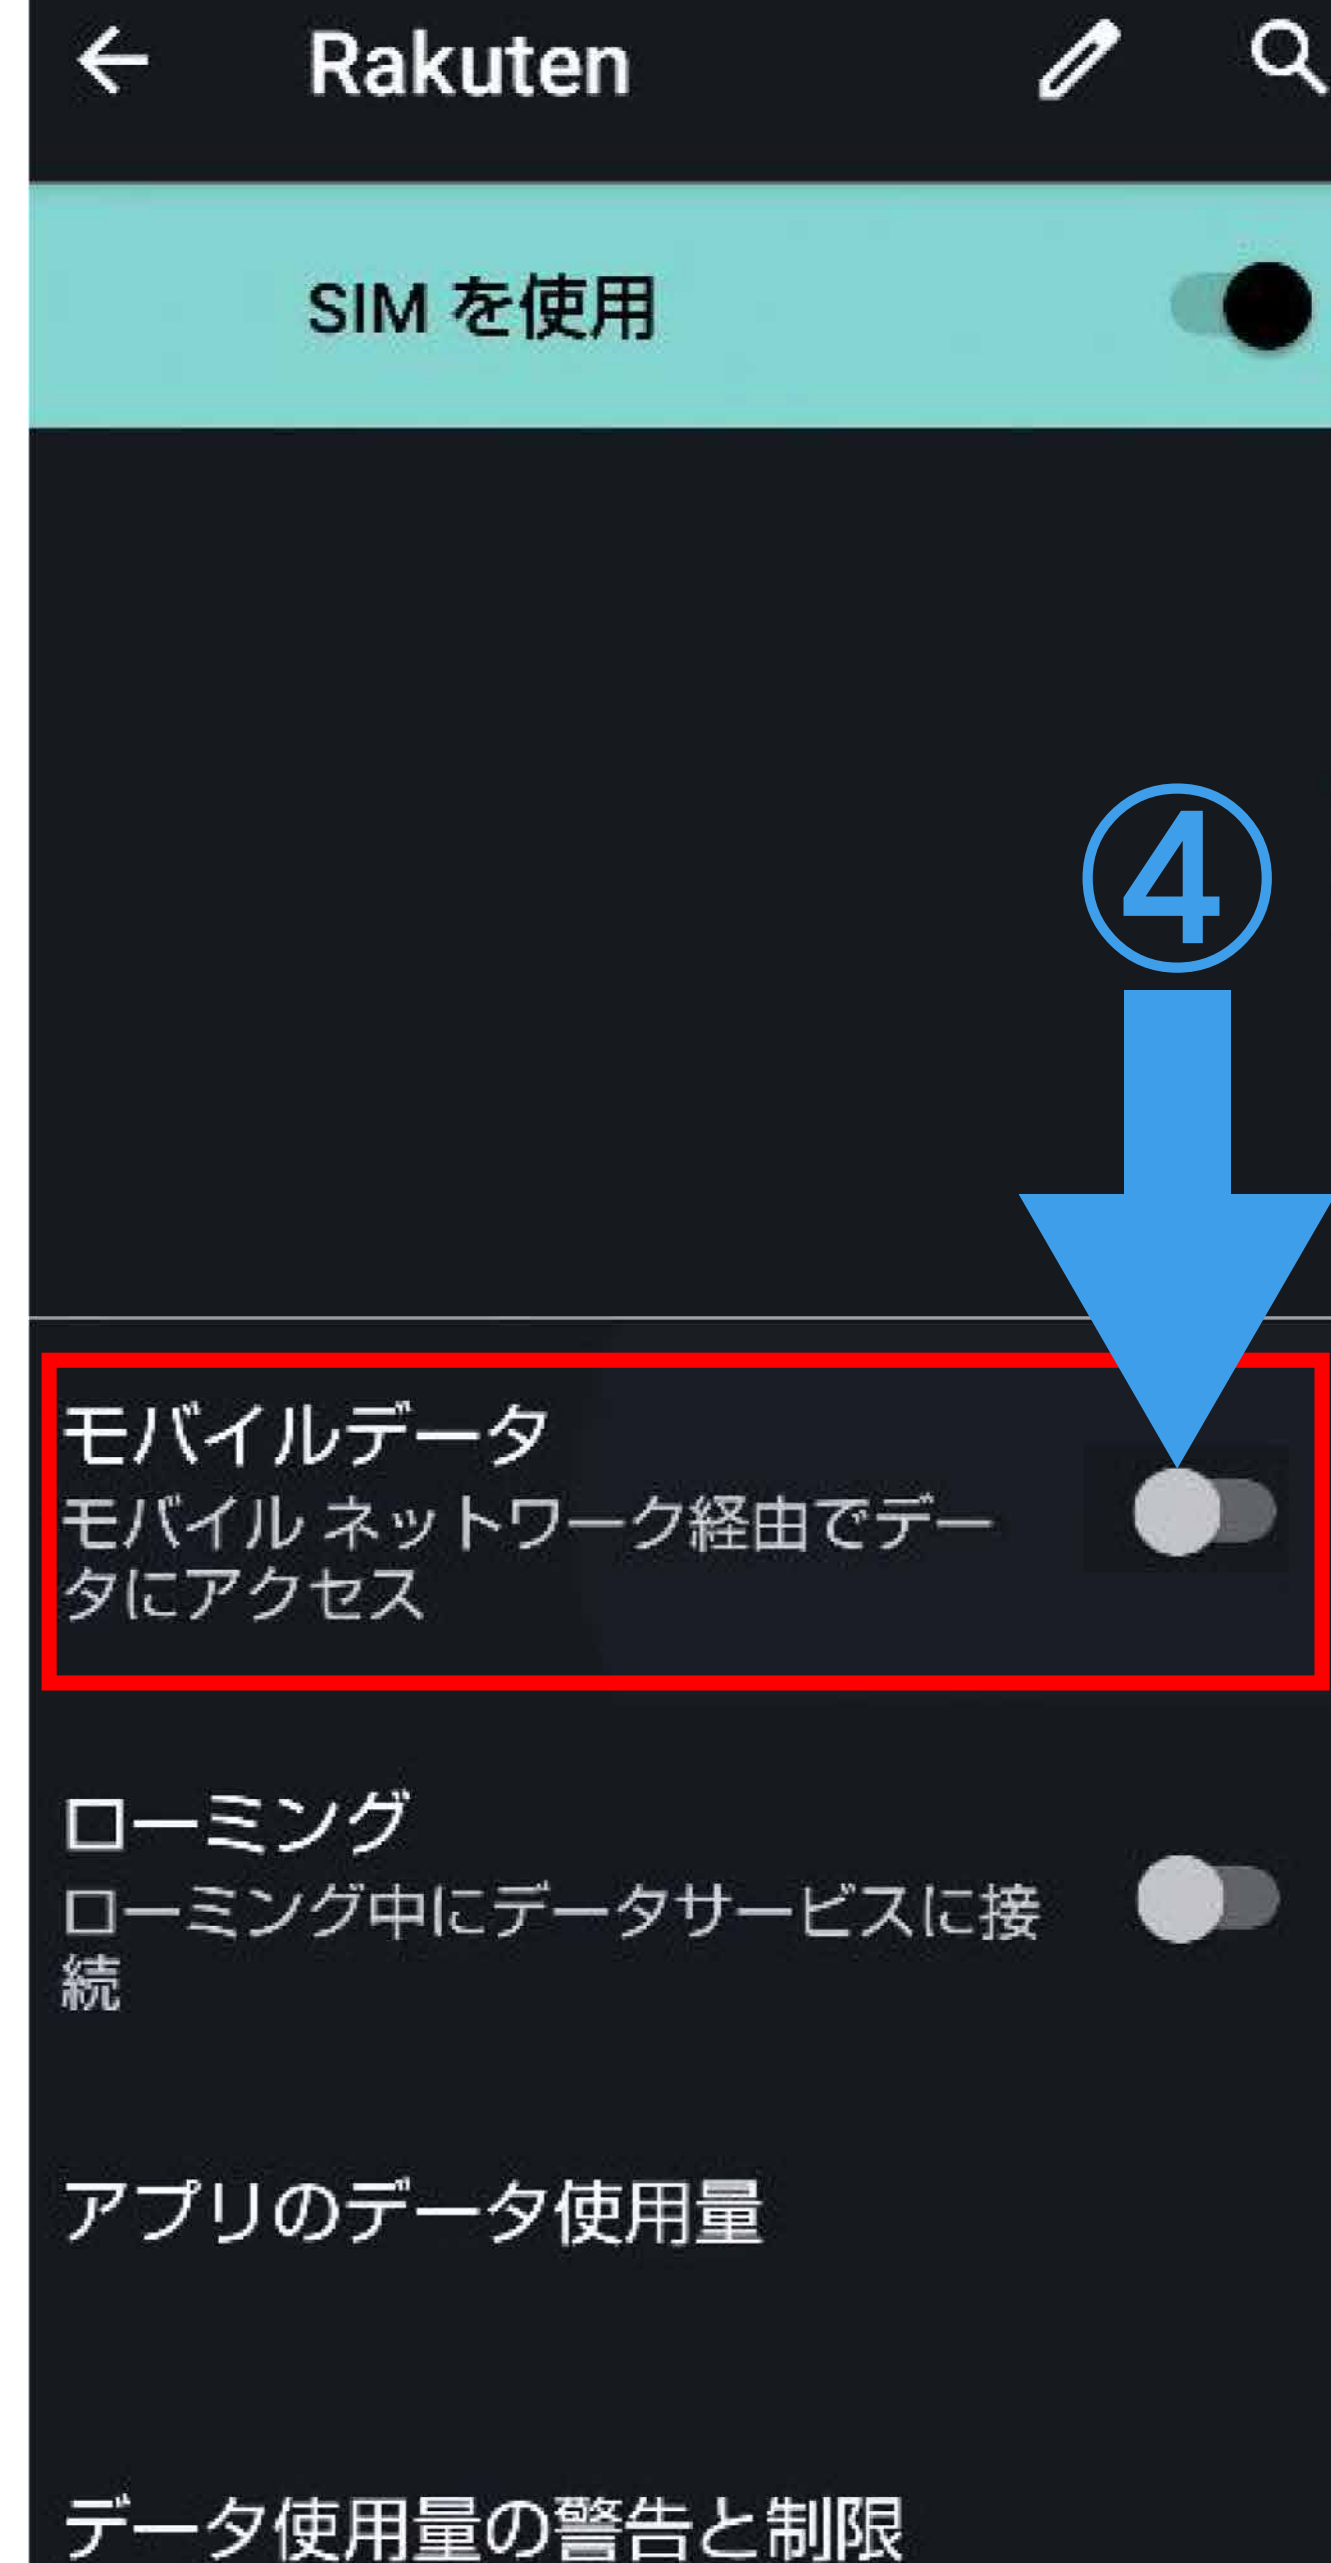 Rakuten
SIM を使用
④
モバイルデータ
モバイル ネットワーク経由でデー
タにアクセス
ローミング
ローミング中にデータサービスに接
続
アプリのデータ使用量
データ使用量の警告と制限